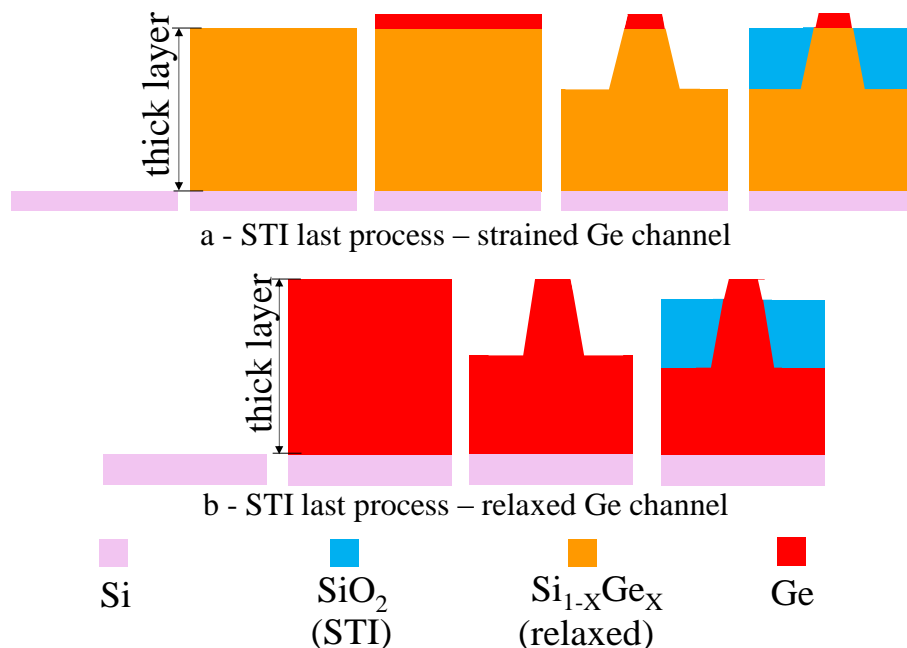 thick layer
a - STI last process – strained Ge channel
thick layer
b - STI last process – relaxed Ge channel
Si
SiO₂
(STI)
Si₁₋ₓGeₓ
(relaxed)
Ge